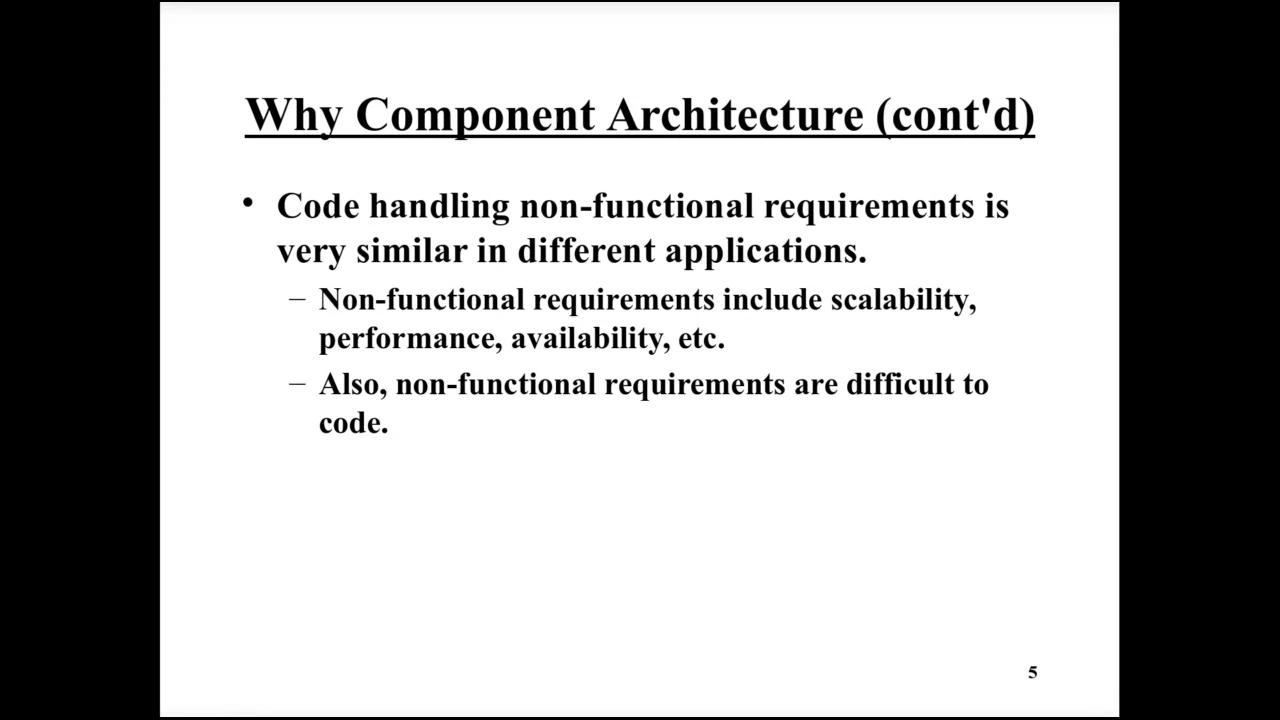 Why Component Architecture (cont'd)
• Code handling non-functional requirements is
very similar in different applications.
– Non-functional requirements include scalability,
performance, availability, etc.
– Also, non-functional requirements are difficult to
code.
5